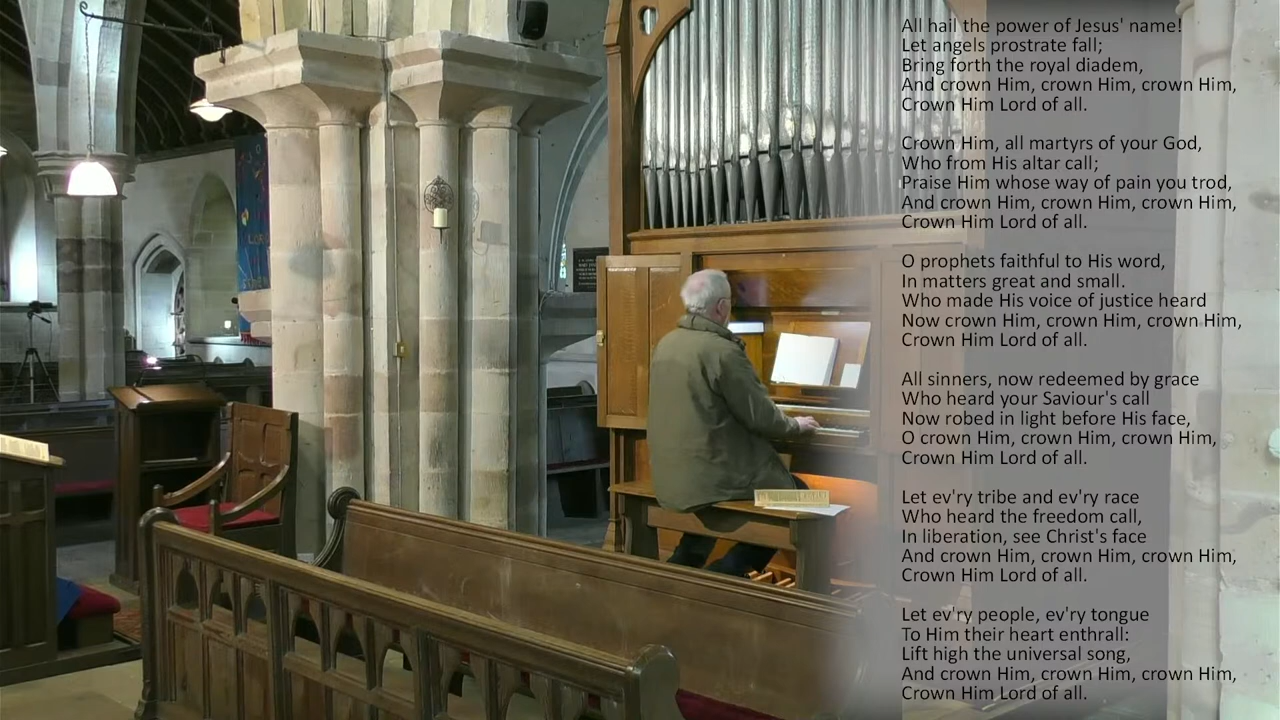 All hail the power of Jesus' name!
Let angels prostrate fall;
Bring forth the royal diadem,
And crown Him, crown Him, crown Him,
Crown Him Lord of all.
Crown Him, all martyrs of your God,
Who from His altar call;
Praise Him whose way of pain you trod,
And crown Him, crown Him, crown Him,
Crown Him Lord of all.
O prophets faithful to His word,
In matters great and small.
Who made His voice of justice heard
Now crown Him, crown Him, crown Him,
Crown Him Lord of all.
All sinners, now redeemed by grace
Who heard your Saviour's call
Now robed in light before His face,
O crown Him, crown Him, crown Him,
Crown Him Lord of all.
Let ev'ry tribe and ev'ry race
Who heard the freedom call,
In liberation, see Christ's face
And crown Him, crown Him, crown Him,
Crown Him Lord of all.
Let ev'ry people, ev'ry tongue
To Him their heart enthrall:
Lift high the universal song,
And crown Him, crown Him, crown Him,
Crown Him Lord of all.